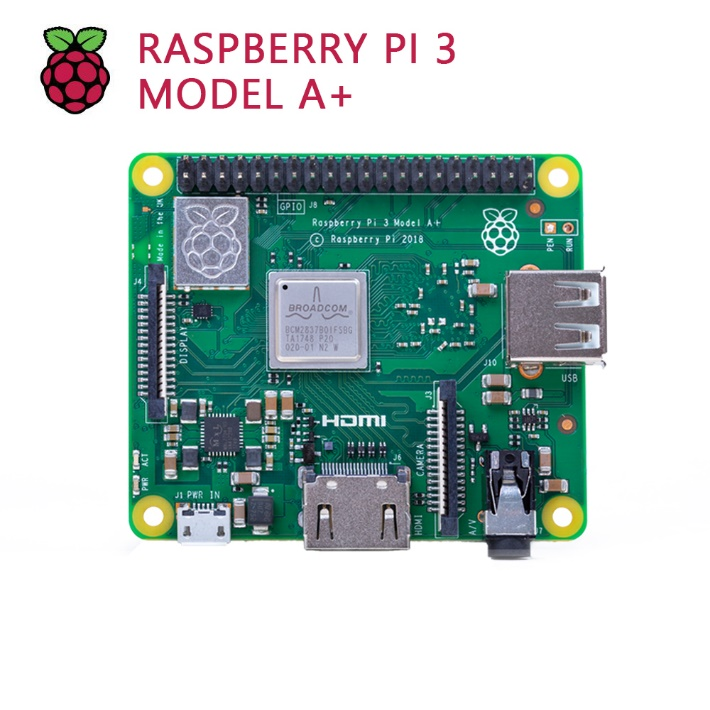 RASPBERRY PI 3
MODEL A+
GPIO
J8
Raspberry Pi 3 Model A+
© Raspberry Pi 2018
Made in the UK
PEN
RUN
J4
DISPLAY
BROADCOM
BCM2837B0IFSBG
TA1748 P20
020-01 N2 W
J10
USB
J3
CAMERA
HDMI
J6
ACT
PWR
J1 PWR IN
HDMI
A/V
J7